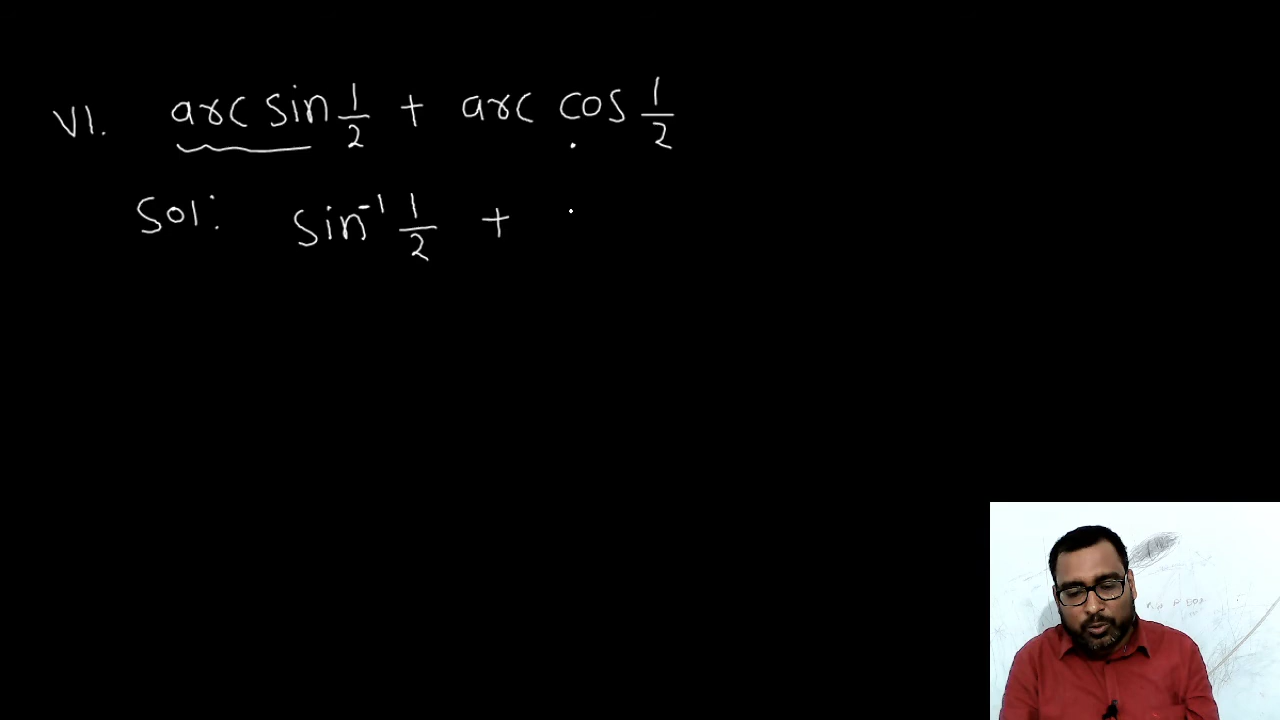 VI. arc sin 1/2 + arc cos 1/2
Sol: sin⁻¹ 1/2 +